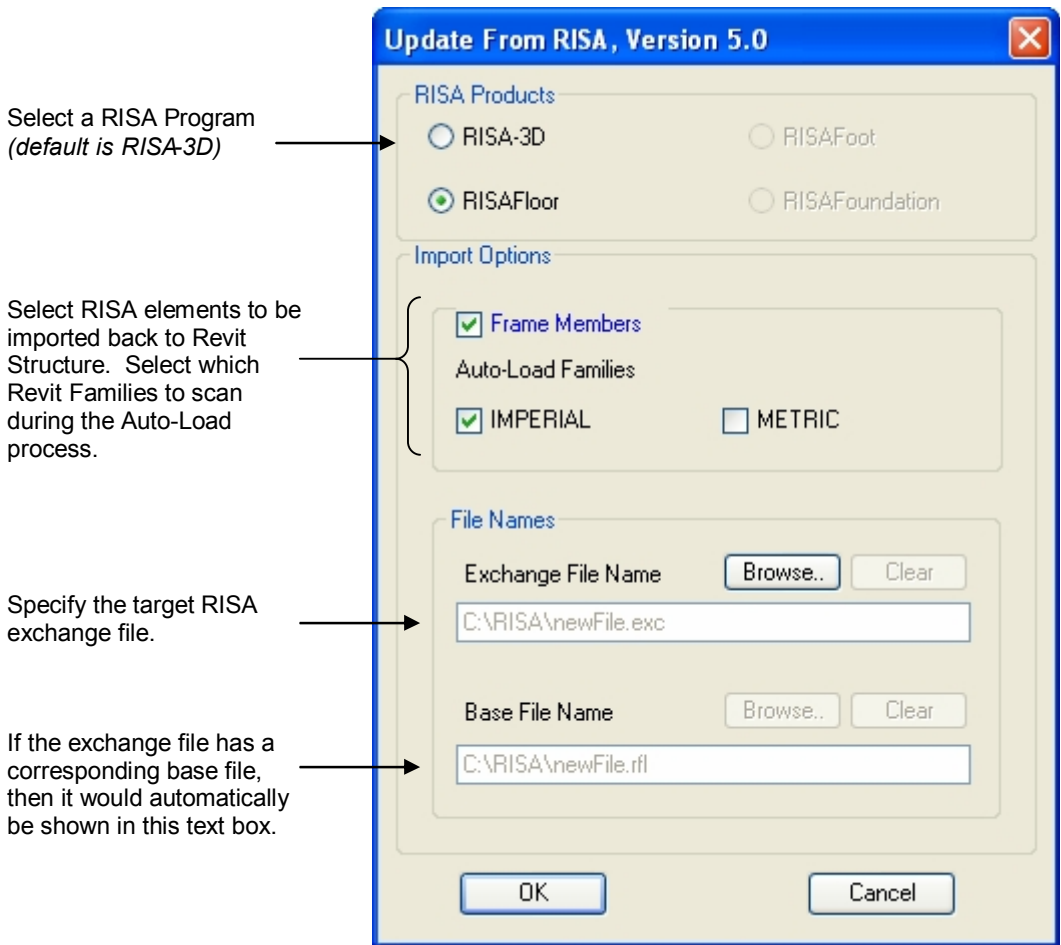 Update From RISA, Version 5.0
Select a RISA Program
(default is RISA-3D)
RISA Products
RISA-3D
RISAFoot
RISAFloor
RISAFoundation
Import Options
Select RISA elements to be
imported back to Revit
Structure. Select which
Revit Families to scan
during the Auto-Load
process.
Frame Members
Auto-Load Families
IMPERIAL
METRIC
File Names
Exchange File Name
Browse..
Clear
Specify the target RISA
exchange file.
C:\RISA\newFile.exc
Base File Name
Browse..
Clear
If the exchange file has a
corresponding base file,
then it would automatically
be shown in this text box.
C:\RISA\newFile.rfl
OK
Cancel